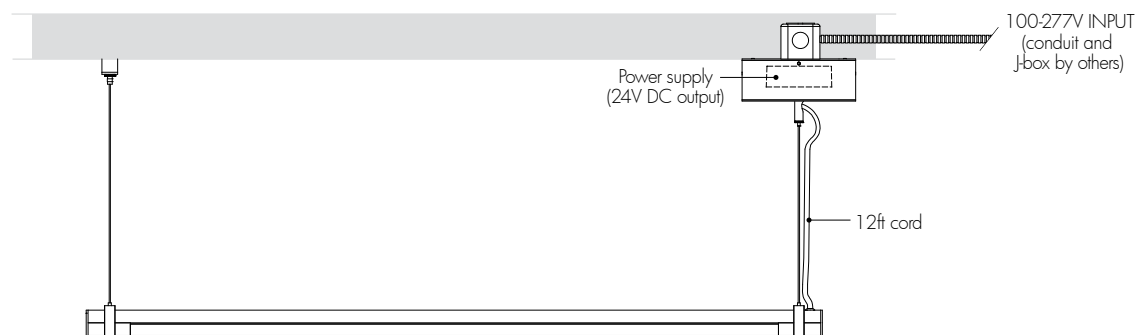 100-277V INPUT
(conduit and
J-box by others)
Power supply
(24V DC output)
12ft cord